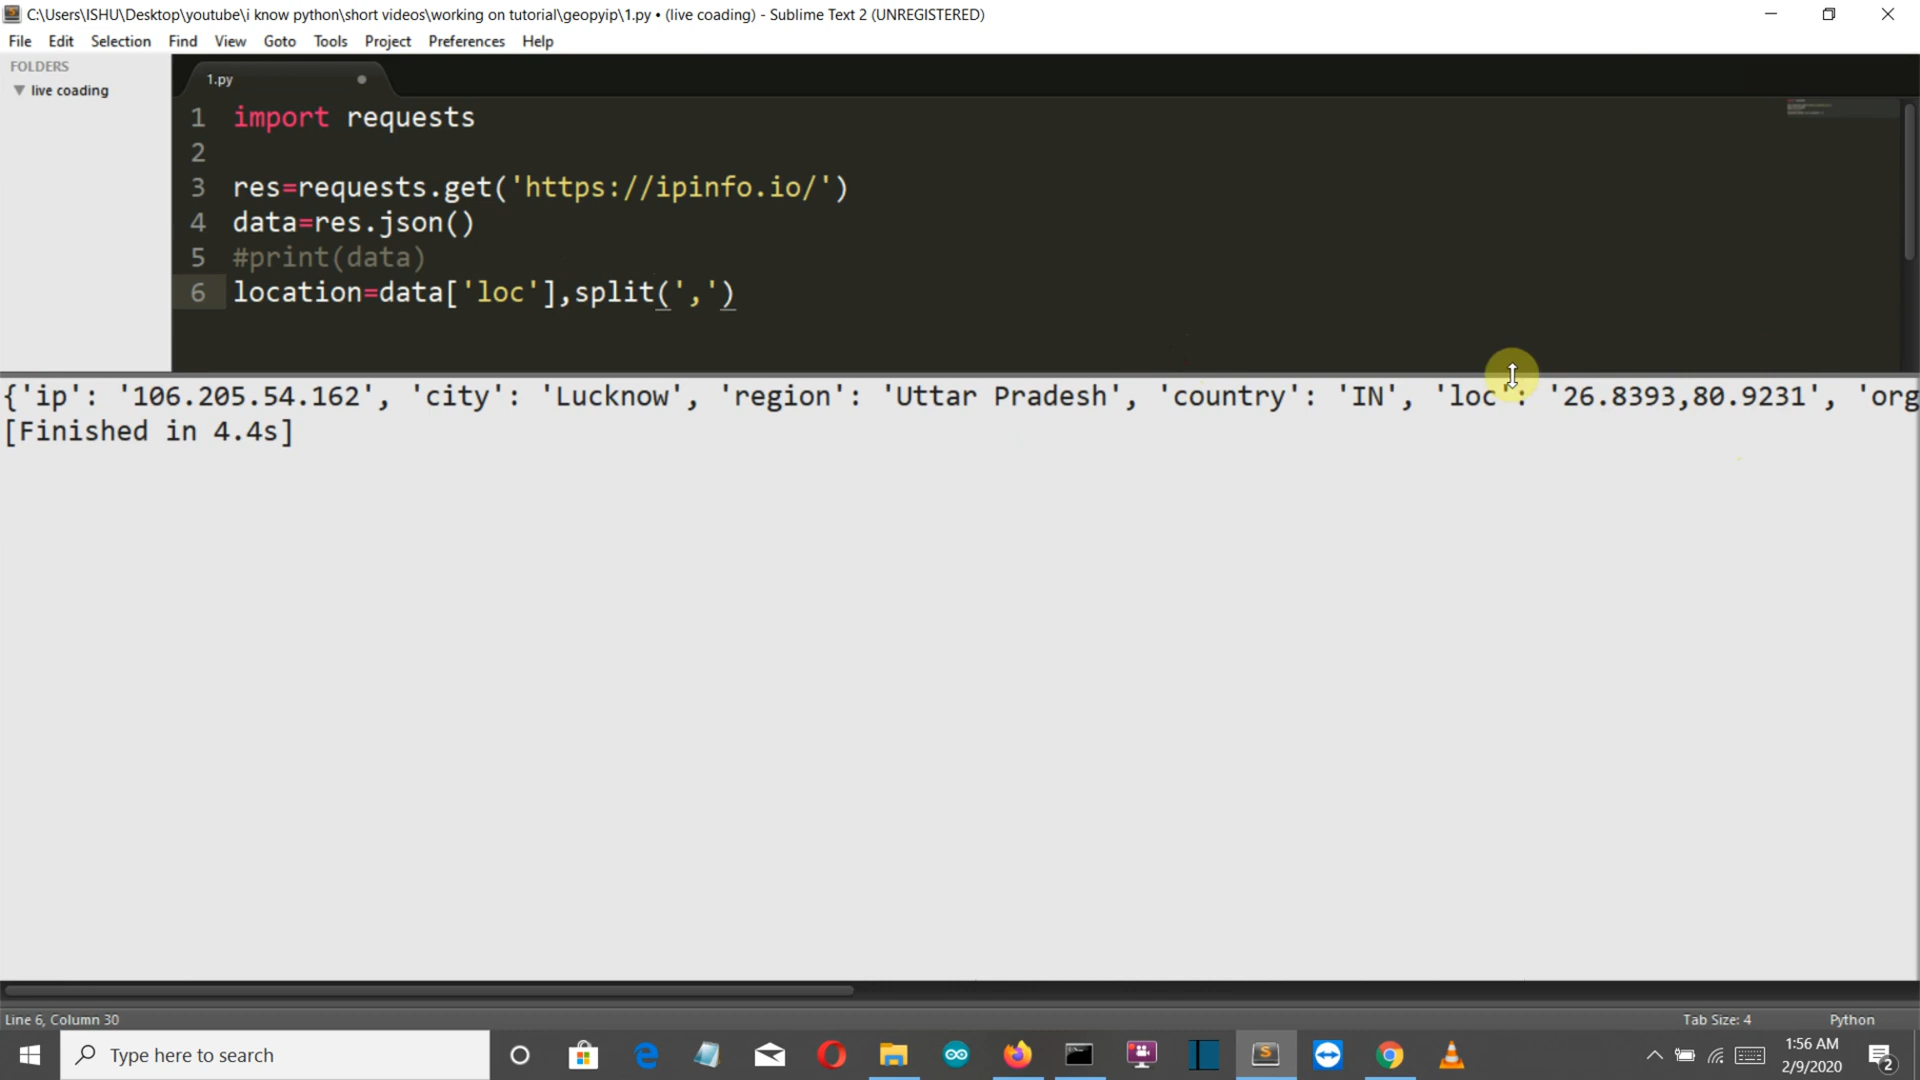 C:\Users\ISHU\Desktop\youtube\i know python\short videos\working on tutorial\geopyip\1.py • (live coading) - Sublime Text 2 (UNREGISTERED)
File Edit Selection Find View Goto Tools Project Preferences Help
FOLDERS
live coading
1.py
1 import requests
2
3 res=requests.get('https://ipinfo.io/')
4 data=res.json()
5 #print(data)
6 location=data['loc'],split(',')
{'ip': '106.205.54.162', 'city': 'Lucknow', 'region': 'Uttar Pradesh', 'country': 'IN', 'loc': '26.8393,80.9231', 'org
[Finished in 4.4s]
Line 6, Column 30
Tab Size: 4
Python
Type here to search
1:56 AM
2/9/2020
2